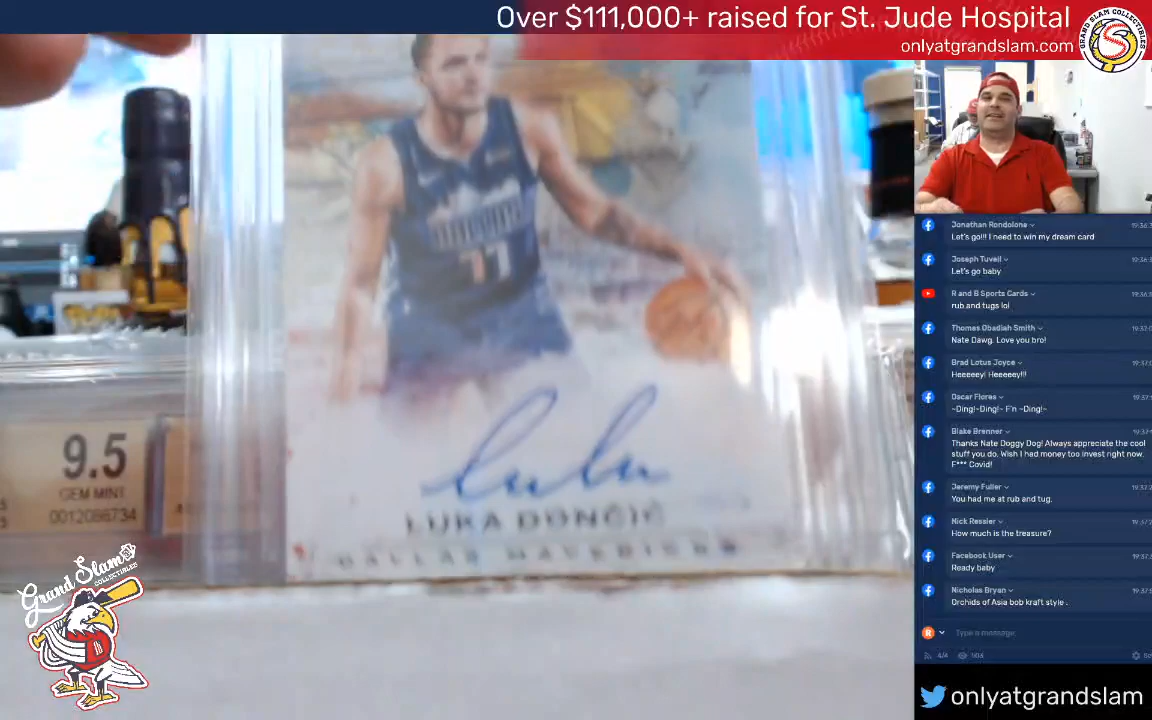 Over $111,000+ raised for St. Jude Hospital
onlyatgrandslam.com
GRAND SLAM COLLECTIBLES
S
Jonathan Rondolone
Let's go!!! I need to win my dream card
Joseph Tuveil
Let's go baby
R and B Sports Cards
rub and tugs lol
Thomas Obadiah Smith
Nate Dawg. Love you bro!
Brad Lotus Joyce
Heeeeey! Heeeeey!!!
Oscar Flores
~Ding!~Ding!~ F'n ~Ding!~
Blake Brenner
Thanks Nate Doggy Dog! Always appreciate the cool
stuff you do. Wish I had money too invest right now.
F*** Covid!
Jeremy Fuller
You had me at rub and tug.
Nick Ressler
How much is the treasure?
Facebook User
Ready baby
Nicholas Bryan
Orchids of Asia bob kraft style .
Type a message
4/4
onlyatgrandslam
77
LUKA DONČIĆ
DALLAS MAVERICKS
9.5
GEM MINT
0012086734
Grand Slam
COLLECTIBLES